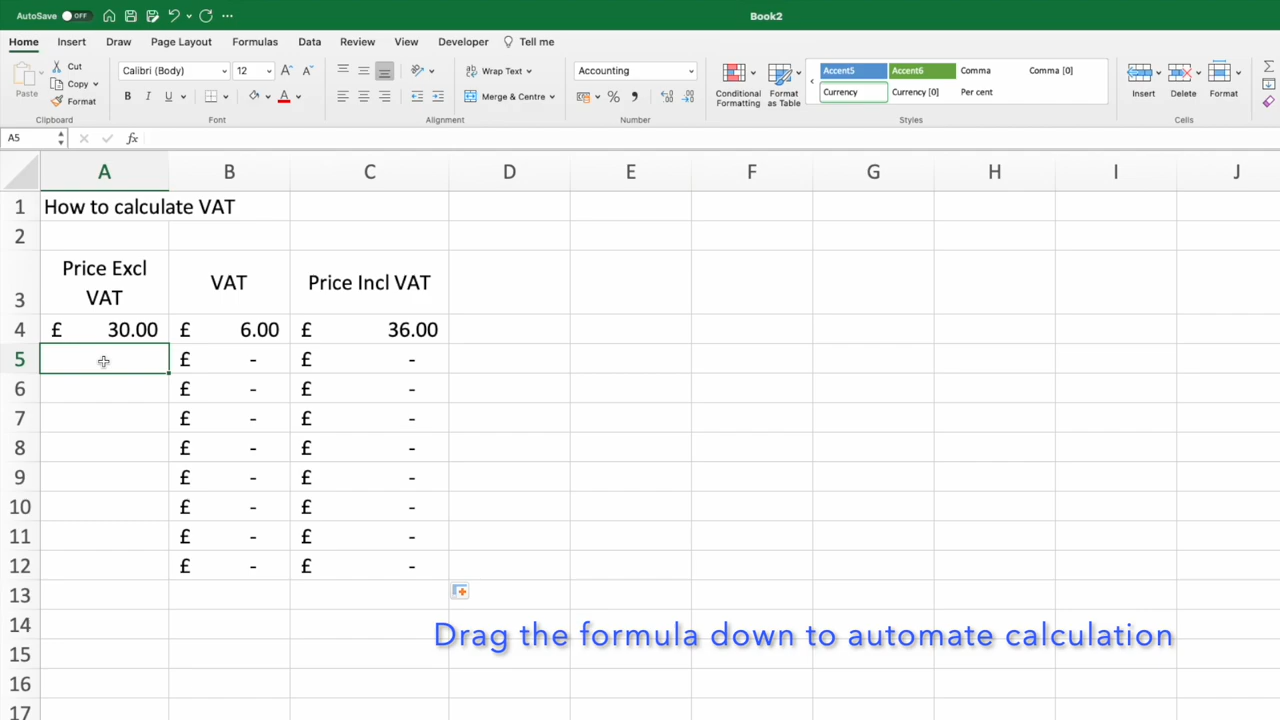 AutoSave OFF
Book2
Home Insert Draw Page Layout Formulas Data Review View Developer Tell me
Paste
Cut
Copy
Format
Clipboard
Calibri (Body) 12 A A
B I U A
Font
Wrap Text
Merge & Centre
Alignment
Accounting
% ,
Number
Conditional Formatting
Format as Table
Accent5 Accent6 Comma Comma [0]
Currency Currency [0] Per cent
Styles
Insert Delete Format
Cells
A5 fx
A B C D E F G H I J
1 How to calculate VAT
2
3 Price Excl VAT VAT Price Incl VAT
4 £ 30.00 £ 6.00 £ 36.00
5 £ - £ -
6 £ - £ -
7 £ - £ -
8 £ - £ -
9 £ - £ -
10 £ - £ -
11 £ - £ -
12 £ - £ -
13
14
Drag the formula down to automate calculation
15
16
17